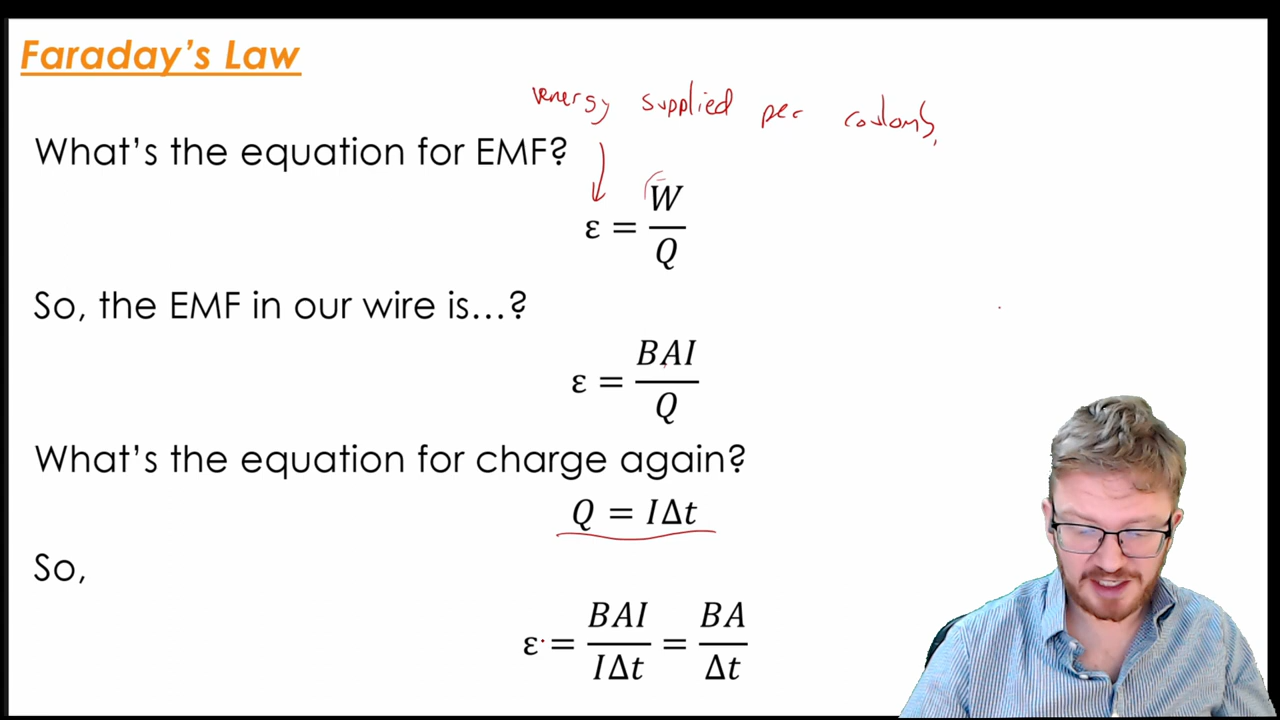 Faraday's Law
energy supplied per coulomb,
What's the equation for EMF?
ε = W/Q
So, the EMF in our wire is…?
ε = BAI/Q
What's the equation for charge again?
Q = IΔt
So,
ε = BAI/IΔt = BA/Δt